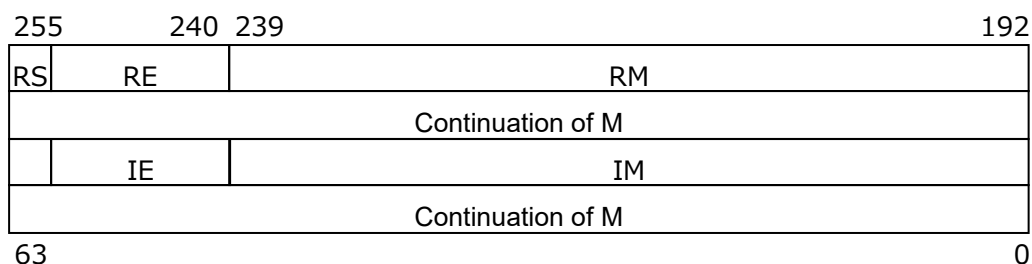 255 240 239 192
RS RE RM
Continuation of M
IE IM
Continuation of M
63 0